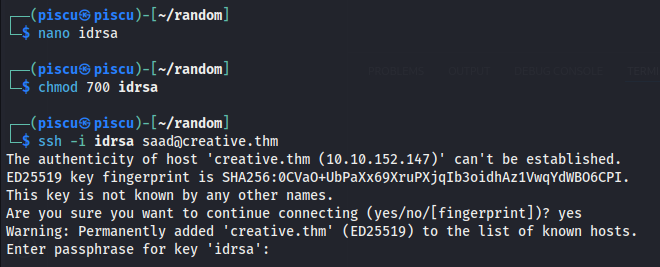 ┌──(piscu㉿piscu)-[~/random]
└─$ nano idrsa
┌──(piscu㉿piscu)-[~/random]
└─$ chmod 700 idrsa
┌──(piscu㉿piscu)-[~/random]
└─$ ssh -i idrsa saad@creative.thm
The authenticity of host 'creative.thm (10.10.152.147)' can't be established.
ED25519 key fingerprint is SHA256:0CVaO+UbPaXx69XruPXjqIb3oidhAz1VwqYdWBO6CPI.
This key is not known by any other names.
Are you sure you want to continue connecting (yes/no/[fingerprint])? yes
Warning: Permanently added 'creative.thm' (ED25519) to the list of known hosts.
Enter passphrase for key 'idrsa':